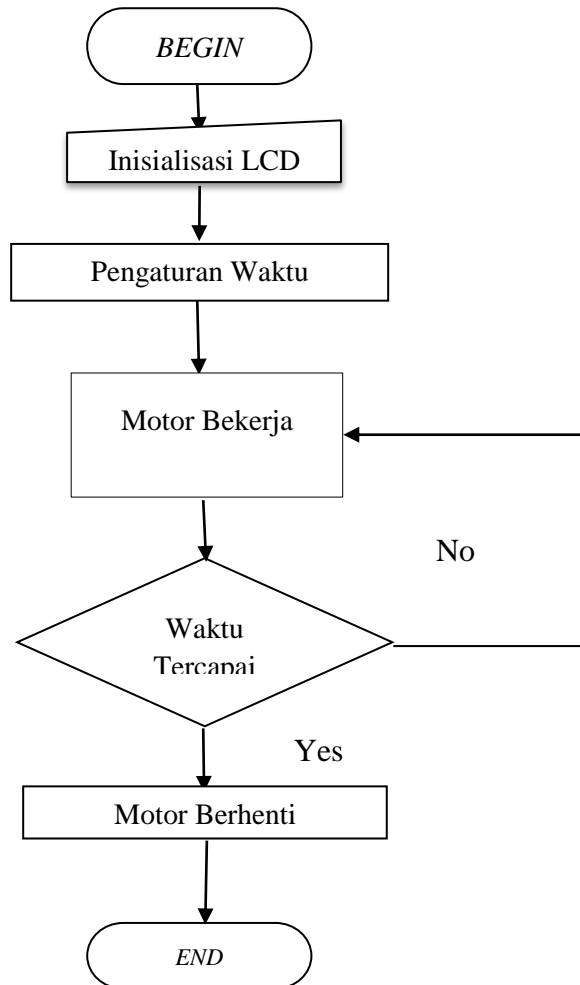 BEGIN
Inisialisasi LCD
Pengaturan Waktu
Motor Bekerja
No
Waktu
Tercapai
Yes
Motor Berhenti
END